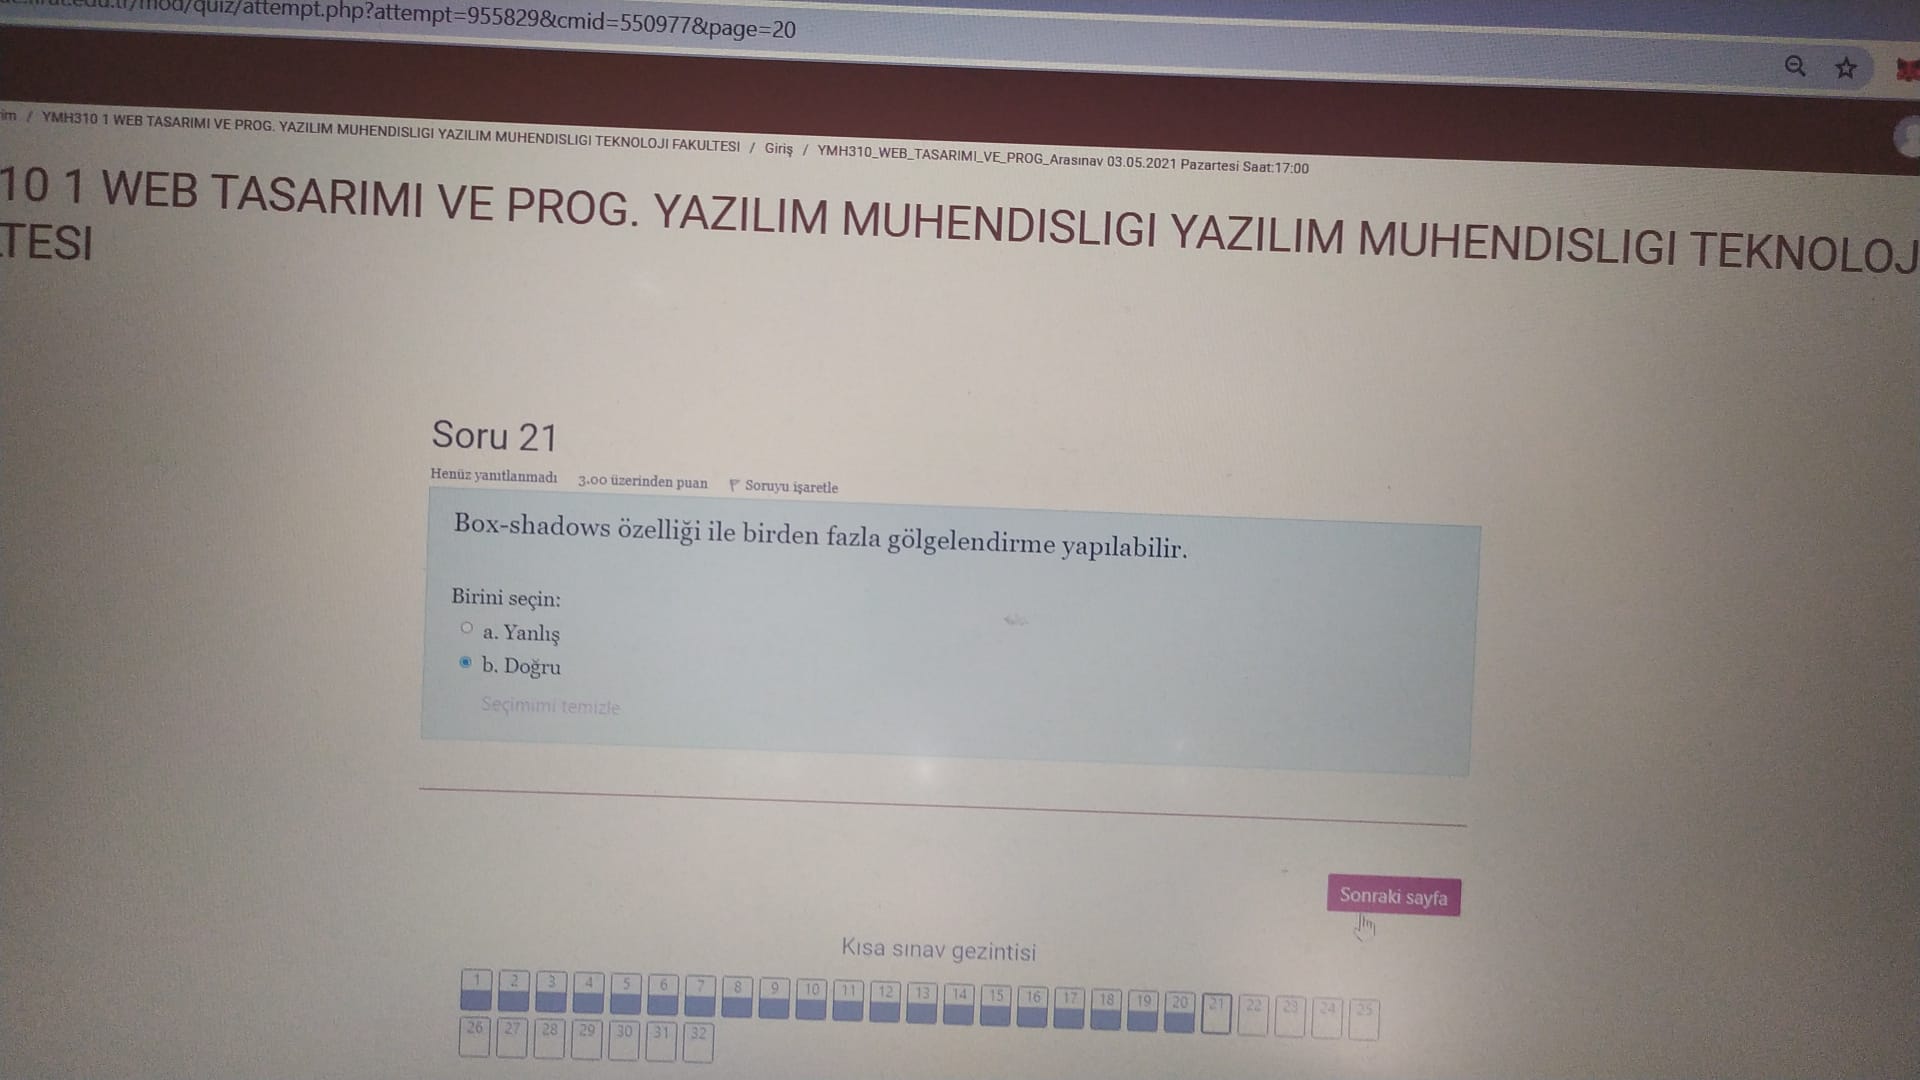 /mod/quiz/attempt.php?attempt=955829&cmid=550977&page=20
/ YMH310 1 WEB TASARIMI VE PROG. YAZILIM MUHENDISLIGI YAZILIM MUHENDISLIGI TEKNOLOJI FAKULTESI / Giriş / YMH310_WEB_TASARIMI_VE_PROG_Arasınav 03.05.2021 Pazartesi Saat:17:00
10 1 WEB TASARIMI VE PROG. YAZILIM MUHENDISLIGI YAZILIM MUHENDISLIGI TEKNOLOJ
TESI
Soru 21
Henüz yanıtlanmadı 3.00 üzerinden puan Soruyu işaretle
Box-shadows özelliği ile birden fazla gölgelendirme yapılabilir.
Birini seçin:
a. Yanlış
b. Doğru
Seçimimi temizle
Sonraki sayfa
Kısa sınav gezintisi
1 2 3 4 5 6 7 8 9 10 11 12 13 14 15 16 17 18 19 20 21 22 23 24 25
26 27 28 29 30 31 32